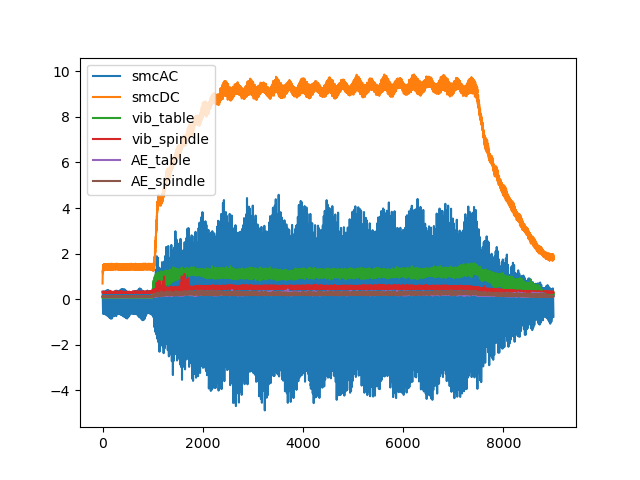 10
8
6
4
2
0
−2
−4
smcAC
smcDC
vib_table
vib_spindle
AE_table
AE_spindle
0
2000
4000
6000
8000